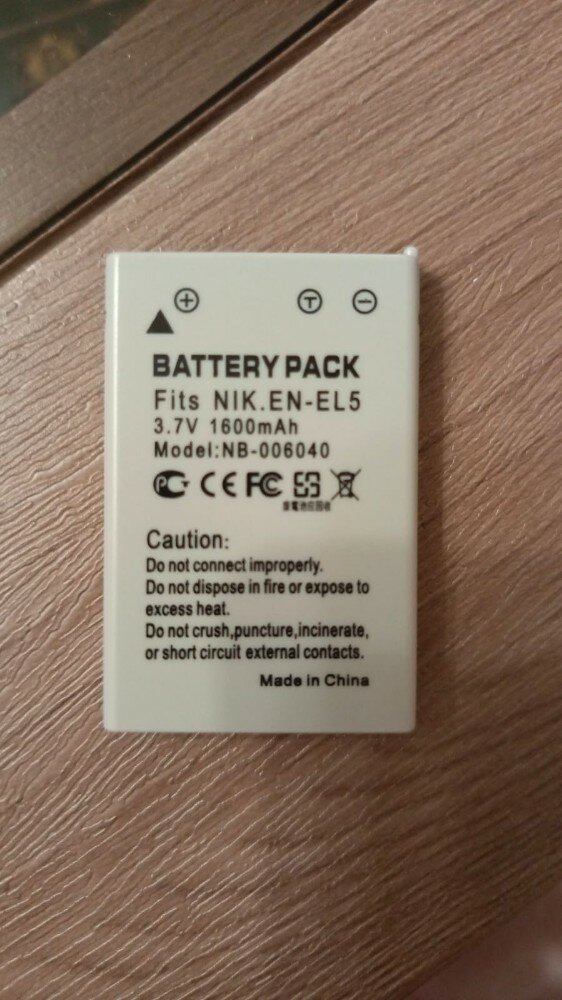 + T −
BATTERY PACK
Fits NIK.EN-EL5
3.7V 1600mAh
Model:NB-006040
CE FC
Caution:
Do not connect improperly.
Do not dispose in fire or expose to
excess heat.
Do not crush,puncture,incinerate,
or short circuit external contacts.
Made in China